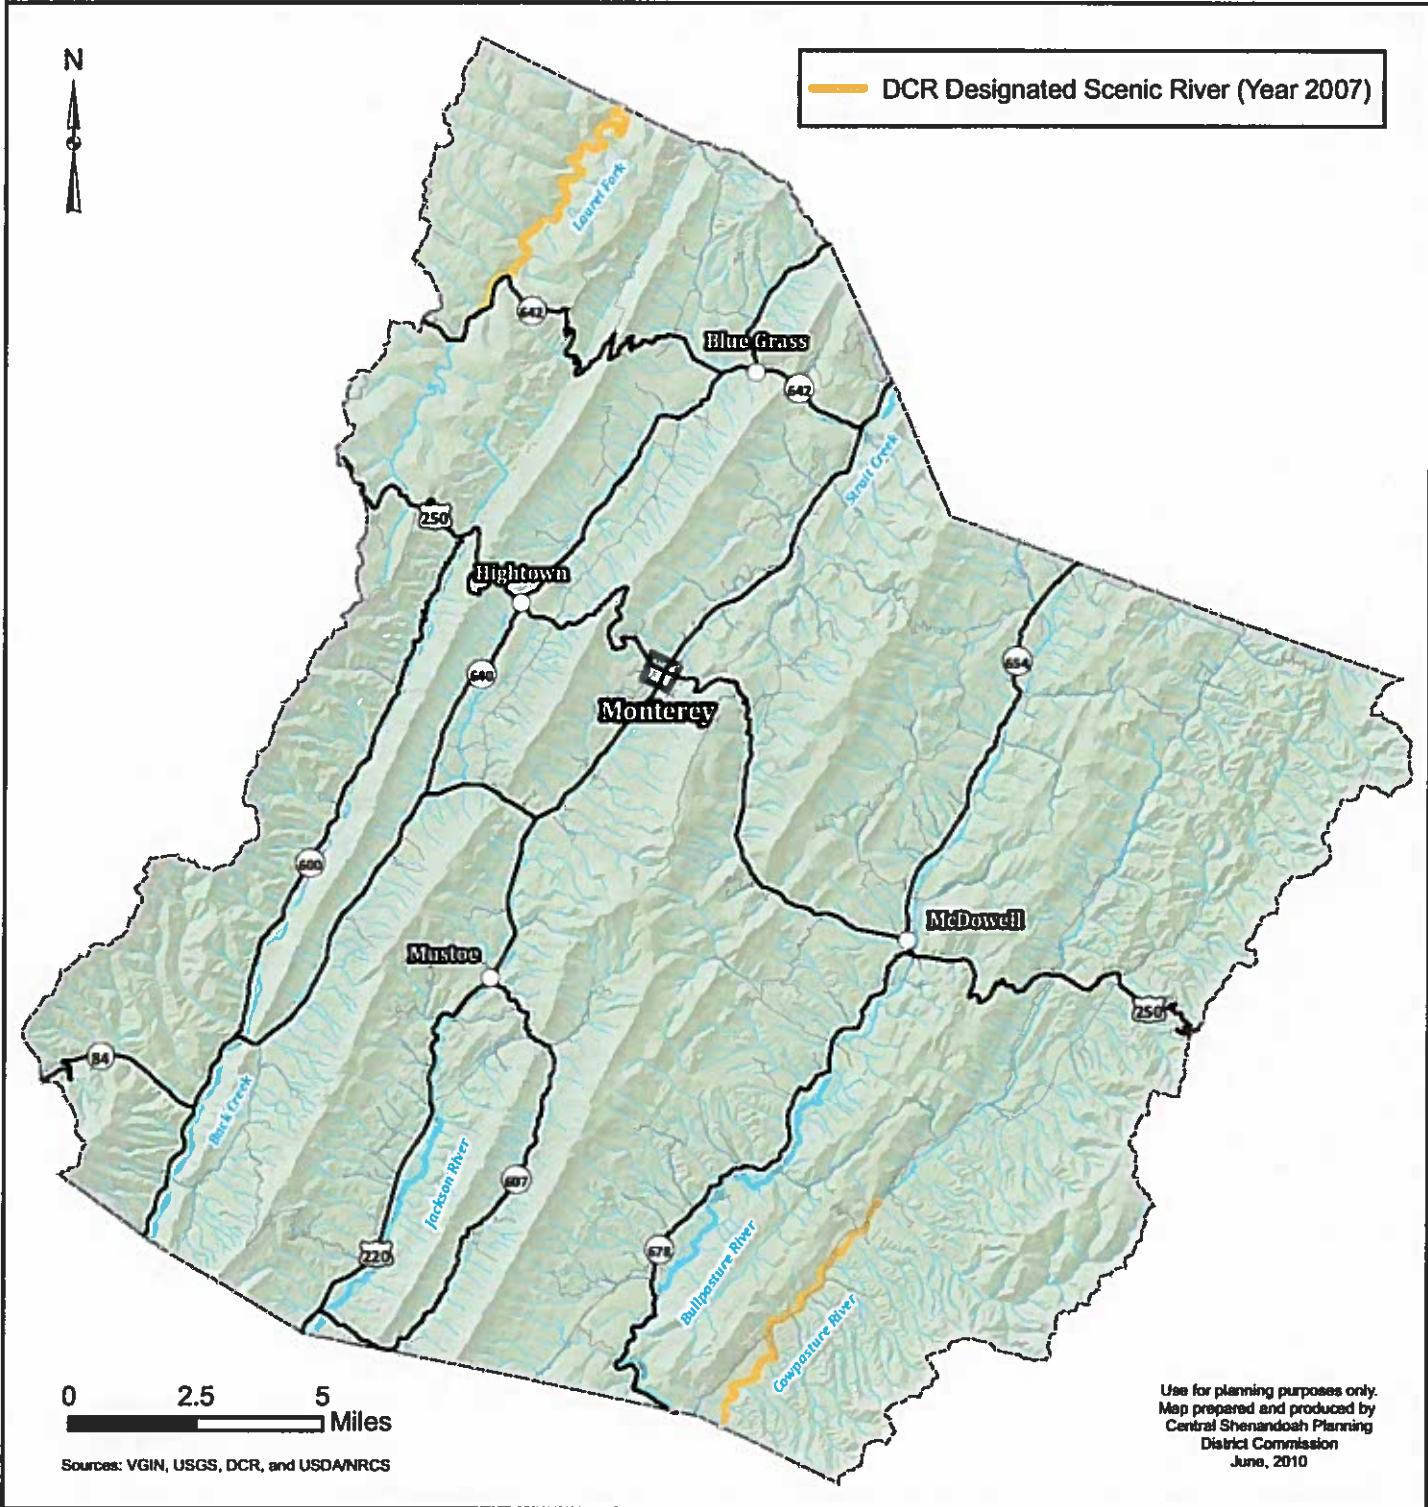 N
DCR Designated Scenic River (Year 2007)
Laurel Fork
642
Blue Grass
642
Strait Creek
250
Hightown
640
Monterey
654
600
McDowell
Mustoe
250
84
Back Creek
Jackson River
607
220
678
Bullpasture River
Cowpasture River
0 2.5 5
Miles
Sources: VGIN, USGS, DCR, and USDA/NRCS
Use for planning purposes only.
Map prepared and produced by
Central Shenandoah Planning
District Commission
June, 2010